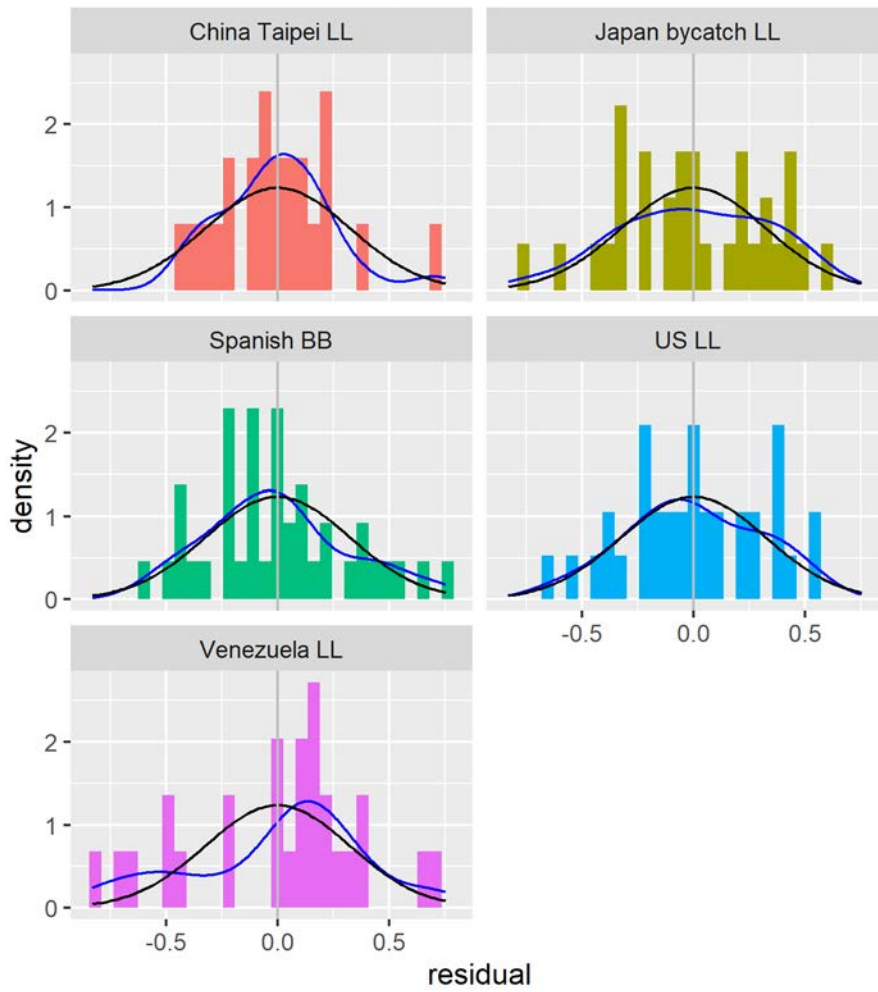 China Taipei LL
Japan bycatch LL
2
1
0
Spanish BB
US LL
2
1
0
-0.5 0.0 0.5
Venezuela LL
2
1
0
-0.5 0.0 0.5
density
residual